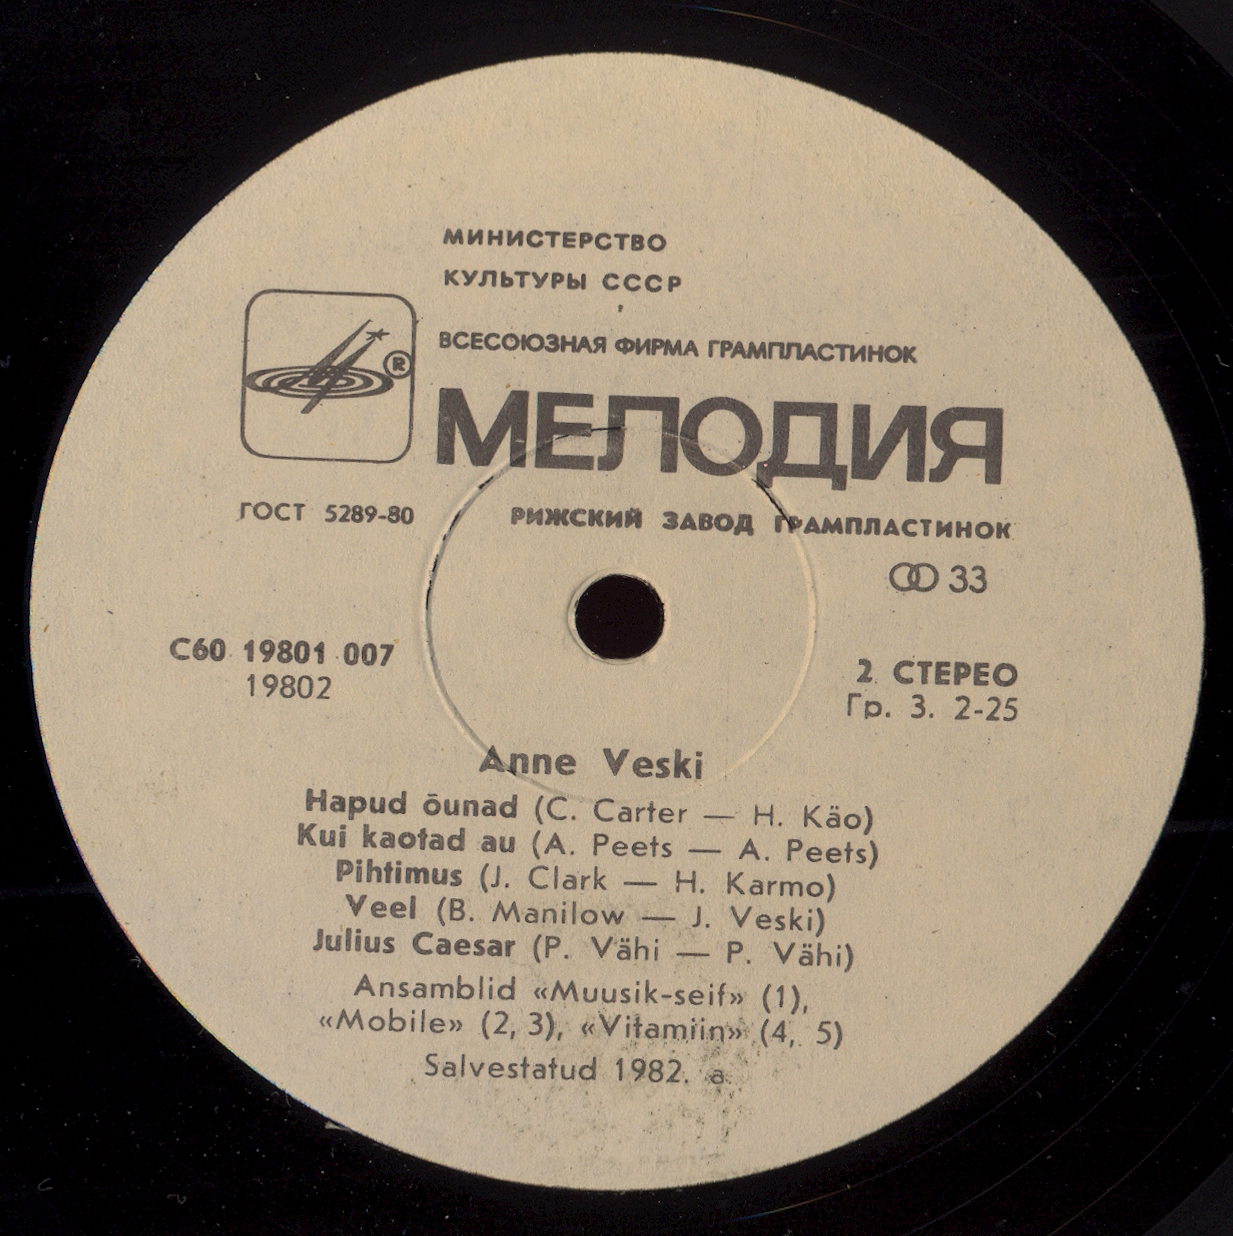 МИНИСТЕРСТВО
КУЛЬТУРЫ СССР
ВСЕСОЮЗНАЯ ФИРМА ГРАМПЛАСТИНОК
®
МЕЛОДИЯ
ГОСТ 5289-80
РИЖСКИЙ ЗАВОД ГРАМПЛАСТИНОК
33
С60 19801 007
19802
2 СТЕРЕО
Гр. 3. 2-25
Anne Veski
Hapud õunad (C. Carter — H. Käo)
Kui kaotad au (A. Peets — A. Peets)
Pihtimus (J. Clark — H. Karmo)
Veel (B. Manilow — J. Veski)
Julius Caesar (P. Vähi — P. Vähi)
Ansamblid «Muusik-seif» (1),
«Mobile» (2, 3), «Vitamiin» (4, 5)
Salvestatud 1982. a.